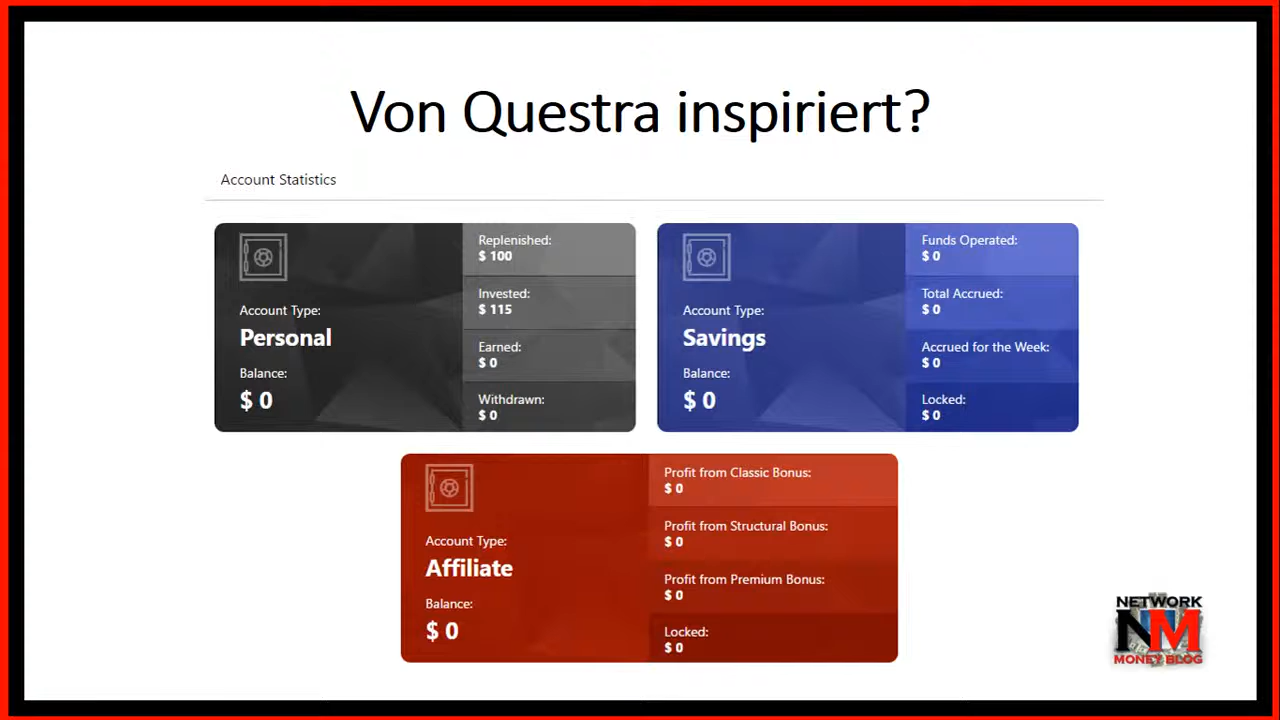 Von Questra inspiriert?
Account Statistics
Account Type:
Personal
Balance:
$ 0
Replenished:
$ 100
Invested:
$ 115
Earned:
$ 0
Withdrawn:
$ 0
Account Type:
Savings
Balance:
$ 0
Funds Operated:
$ 0
Total Accrued:
$ 0
Accrued for the Week:
$ 0
Locked:
$ 0
Account Type:
Affiliate
Balance:
$ 0
Profit from Classic Bonus:
$ 0
Profit from Structural Bonus:
$ 0
Profit from Premium Bonus:
$ 0
Locked:
$ 0
NETWORK
NM
MONEY BLOG